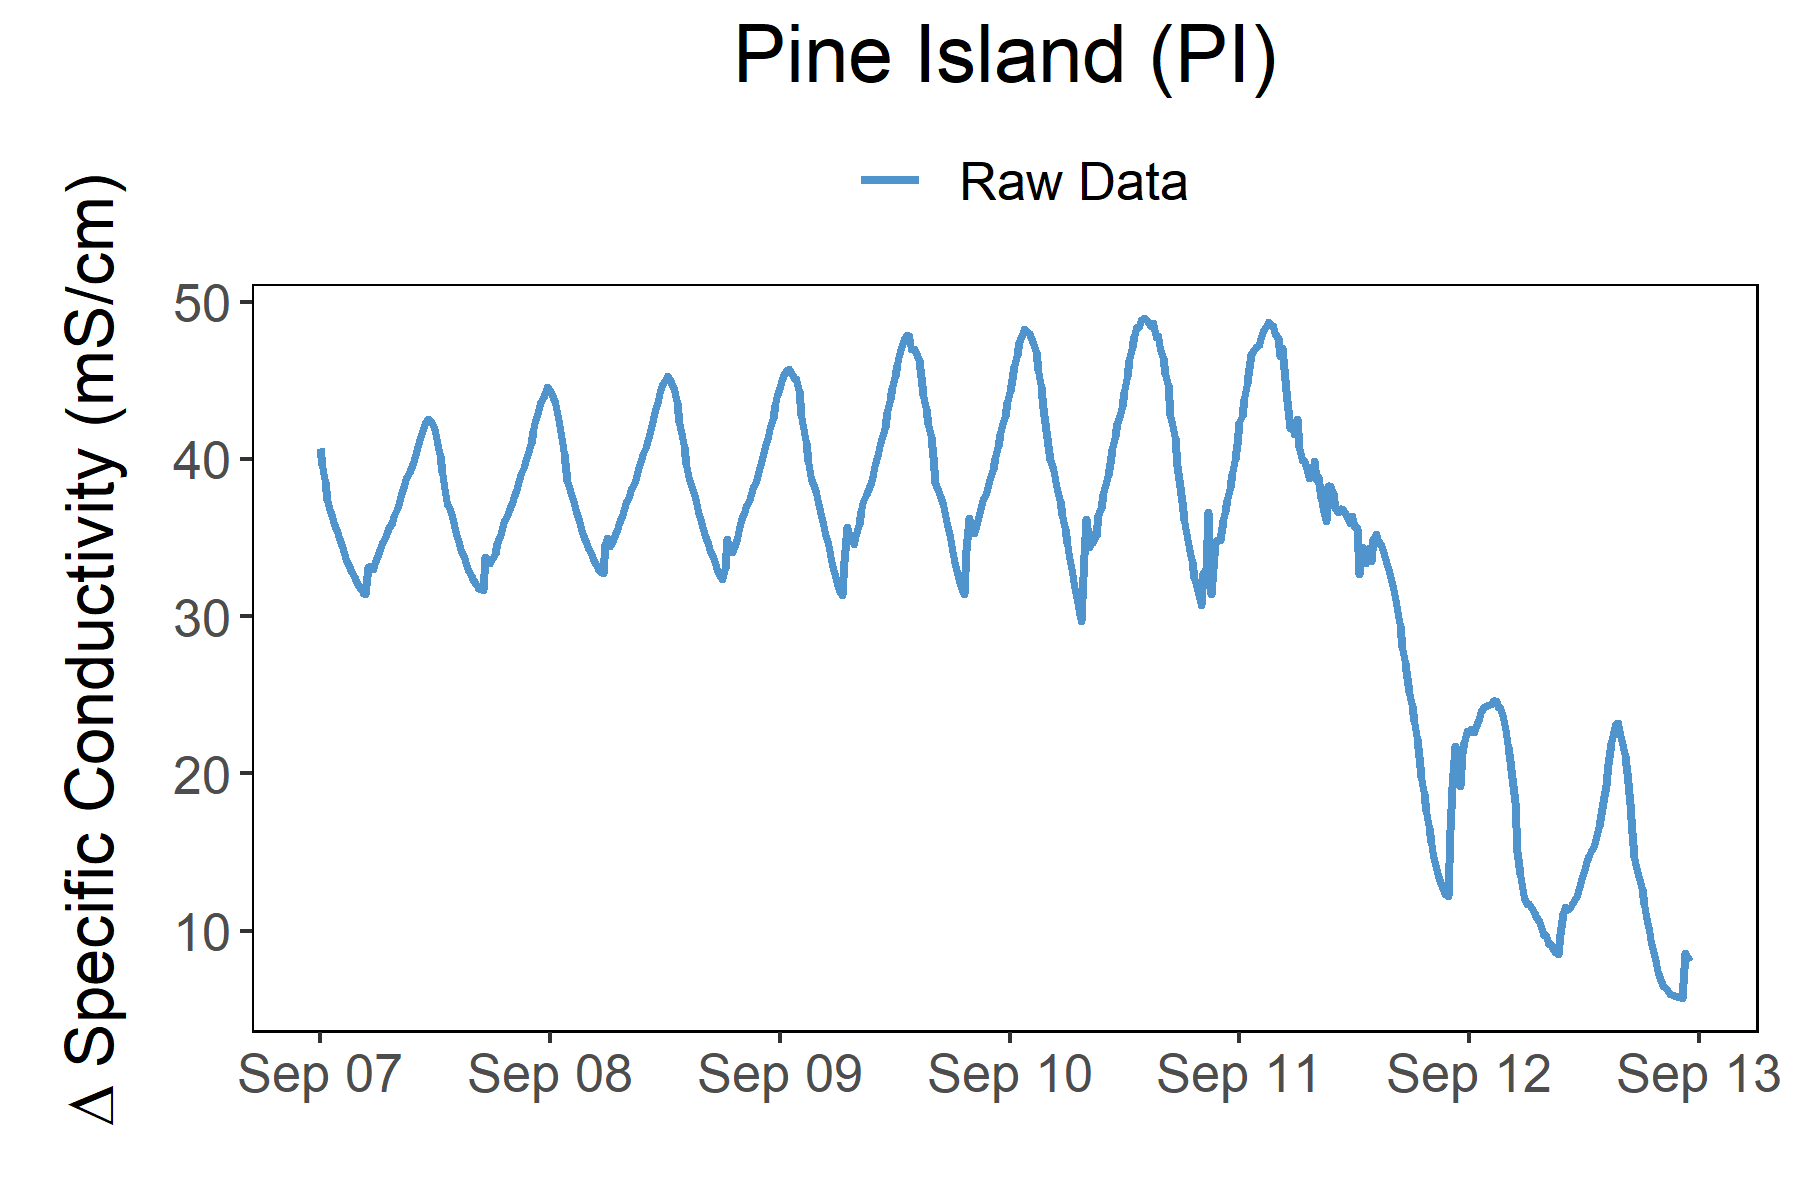 Pine Island (PI)
Raw Data
Δ Specific Conductivity (mS/cm)
50
40
30
20
10
Sep 07
Sep 08
Sep 09
Sep 10
Sep 11
Sep 12
Sep 13